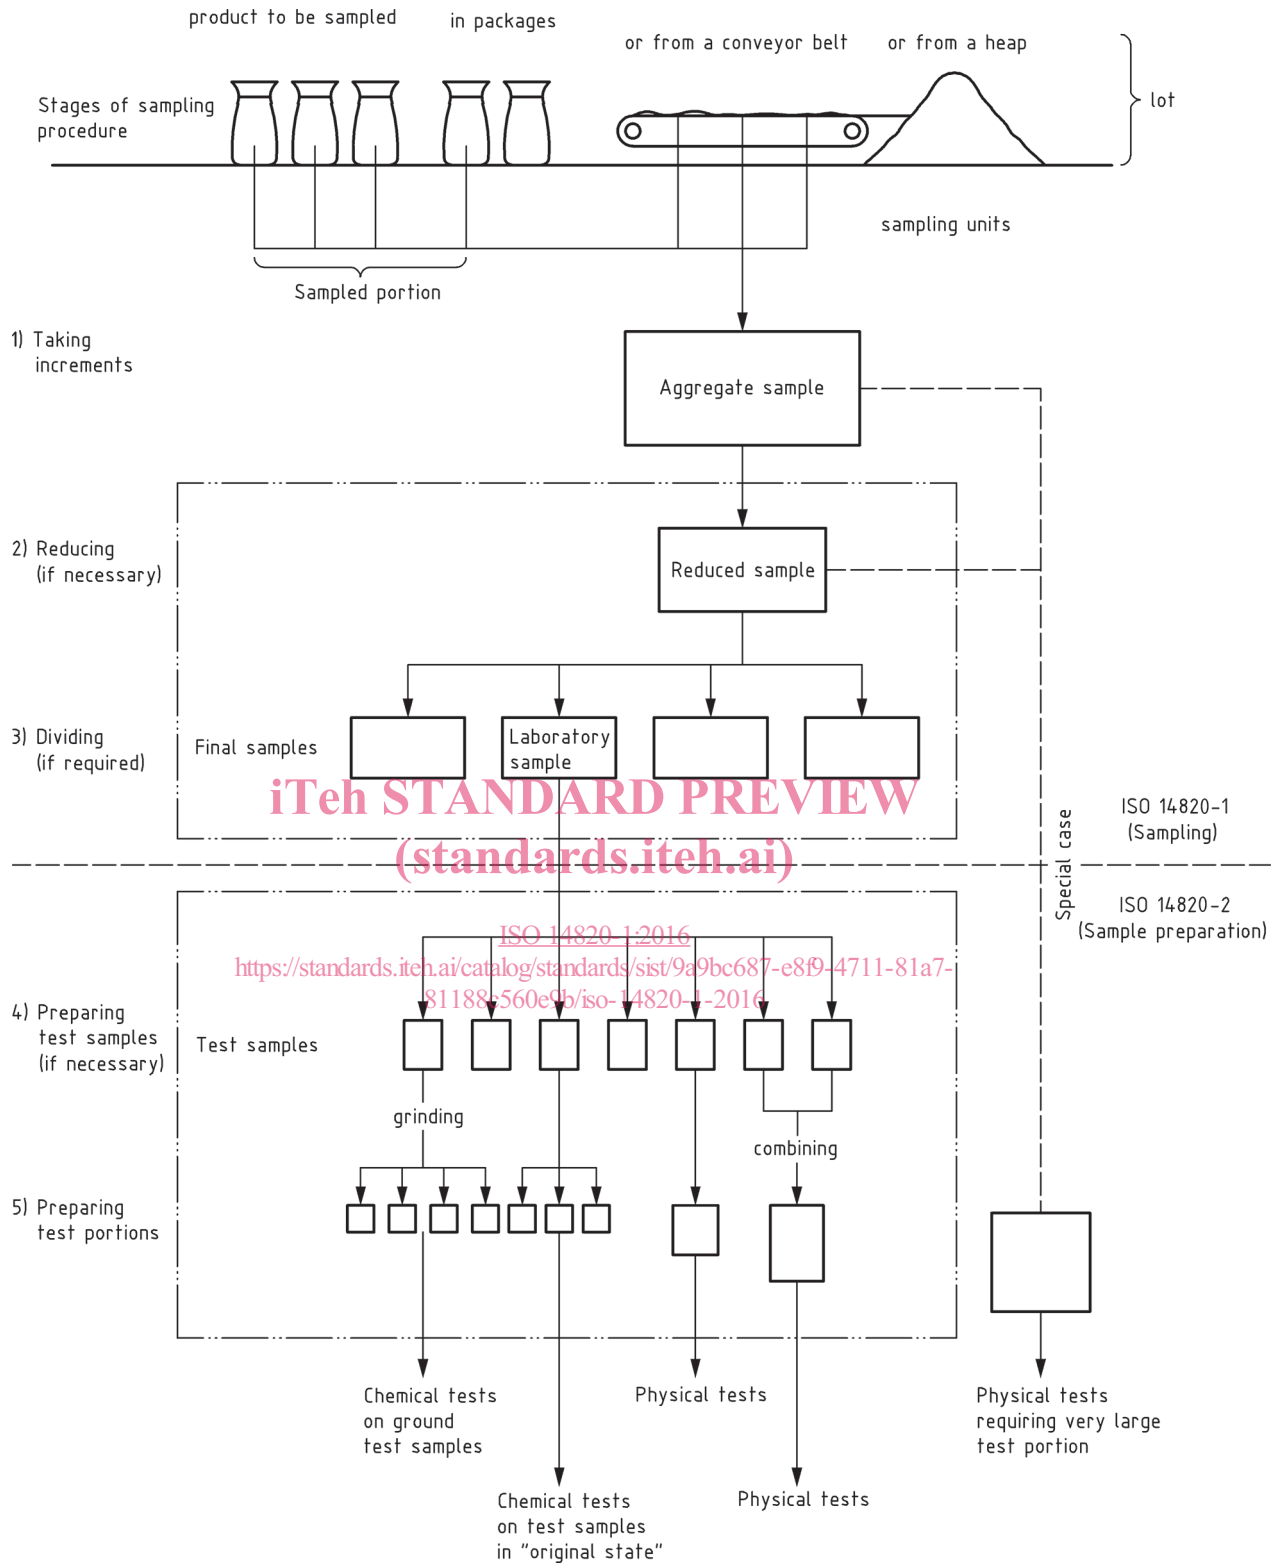 product to be sampled
in packages
or from a conveyor belt
or from a heap
lot
Stages of sampling
procedure
sampling units
Sampled portion
1) Taking
increments
Aggregate sample
2) Reducing
(if necessary)
Reduced sample
3) Dividing
(if required)
Final samples
Laboratory
sample
iTeh STANDARD PREVIEW
(standards.iteh.ai)
Special case
ISO 14820-1
(Sampling)
ISO 14820-2
(Sample preparation)
ISO 14820-1:2016
https://standards.iteh.ai/catalog/standards/sist/9a9bc687-e8f9-4711-81a7-
81188c560e9b/iso-14820-1-2016
4) Preparing
test samples
(if necessary)
Test samples
grinding
combining
5) Preparing
test portions
Chemical tests
on ground
test samples
Physical tests
Physical tests
requiring very large
test portion
Chemical tests
on test samples
in "original state"
Physical tests